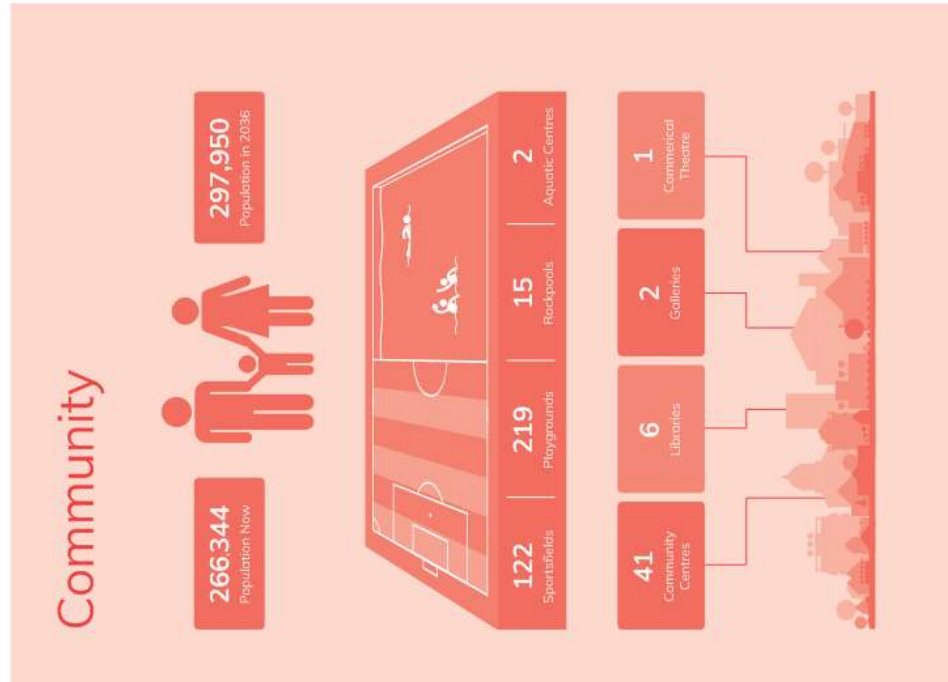 Community
266,344
Population Now
297,950
Population in 2036
122
Sportsfields
219
Playgrounds
15
Rockpools
2
Aquatic Centres
41
Community
Centres
6
Libraries
2
Galleries
1
Commerical
Theatre